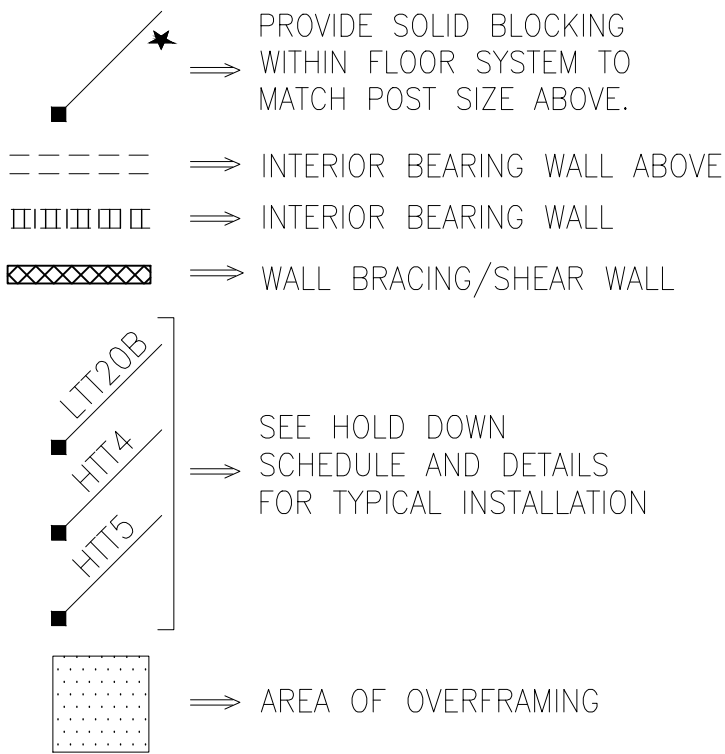 PROVIDE SOLID BLOCKING
WITHIN FLOOR SYSTEM TO
MATCH POST SIZE ABOVE.
INTERIOR BEARING WALL ABOVE
INTERIOR BEARING WALL
WALL BRACING/SHEAR WALL
LTT20B
HTT4
HTT5
SEE HOLD DOWN
SCHEDULE AND DETAILS
FOR TYPICAL INSTALLATION
AREA OF OVERFRAMING